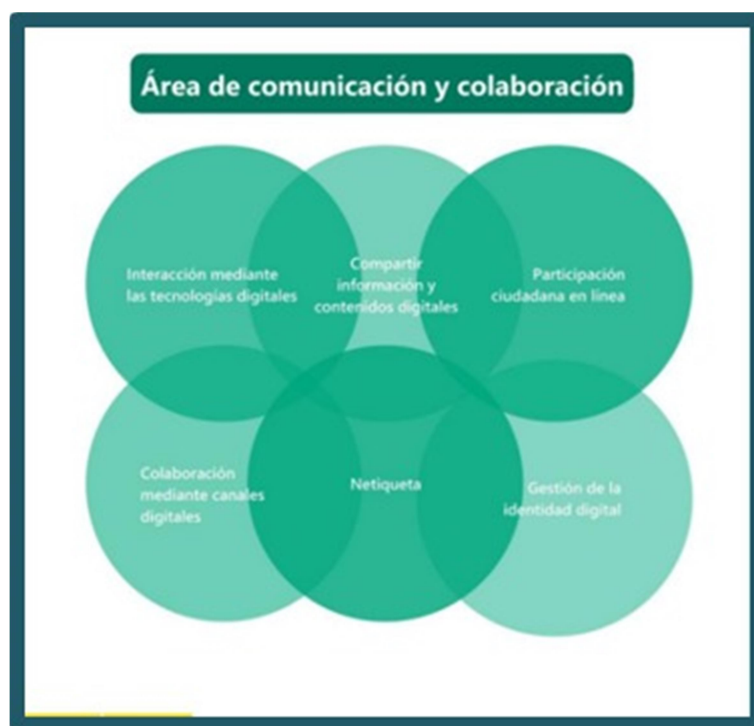 Área de comunicación y colaboración
Interacción mediante
las tecnologías digitales
Compartir
información y
contenidos digitales
Participación
ciudadana en línea
Colaboración
mediante canales
digitales
Netiqueta
Gestión de la
identidad digital